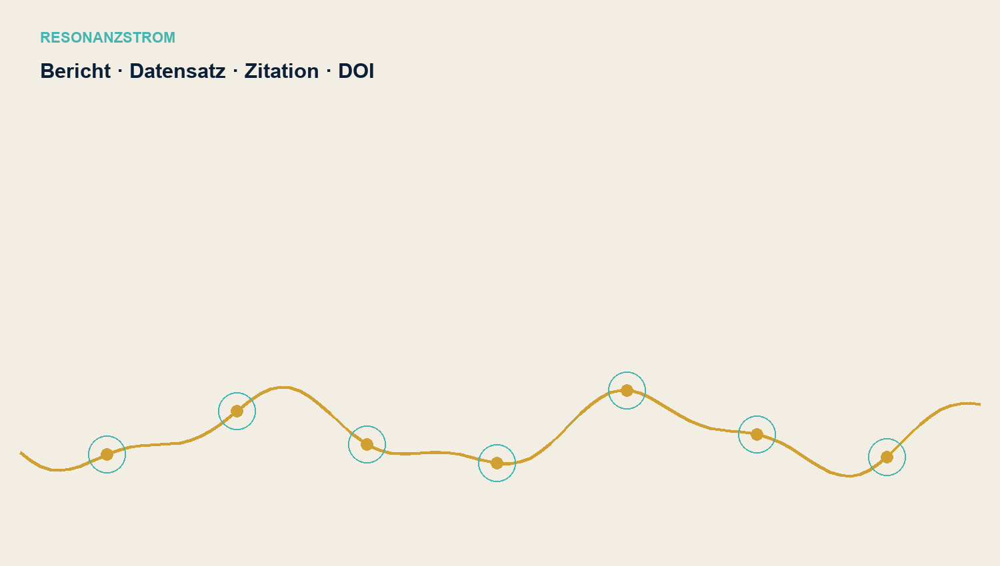 RESONANZSTROM
Bericht · Datensatz · Zitation · DOI